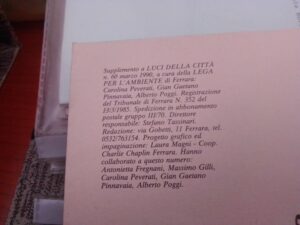 Supplemento a LUCI DELLA CITTÀ
n. 60 marzo 1990, a cura della LEGA
PER L'AMBIENTE di Ferrara:
Carolina Peverati, Gian Gaetano
Pinnavaia, Alberto Poggi. Registrazione
del Tribunale di Ferrara N. 352 del
Spedizione in abbonamento
postale gruppo III/70. Direttore
responsabile: Stefano Tassinari.
Redazione: via Gobetti, 11 Ferrara, tel.
0532/765154. Progetto grafico ed
impaginazione: Laura Magni - Coop.
Charlie Chaplin Ferrara. Hanno
collaborato a questo numero:
Antonietta Fregnani, Massimo Gilli,
Carolina Peverati, Gian Gaetano
Pinnavaia, Alberto Poggi.